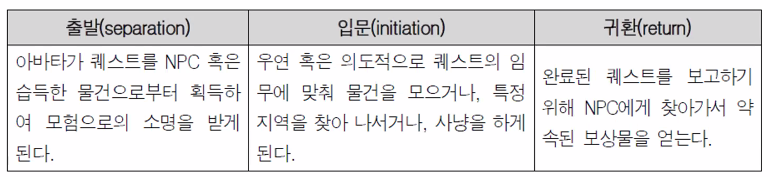 출발(separation)
입문(initiation)
귀환(return)
아바타가 퀘스트를 NPC 혹은
습득한 물건으로부터 획득하
여 모험으로의 소명을 받게
된다.
우연 혹은 의도적으로 퀘스트의 임
무에 맞춰 물건을 모으거나, 특정
지역을 찾아 나서거나, 사냥을 하게
된다.
완료된 퀘스트를 보고하기
위해 NPC에게 찾아가서 약
속된 보상물을 얻는다.